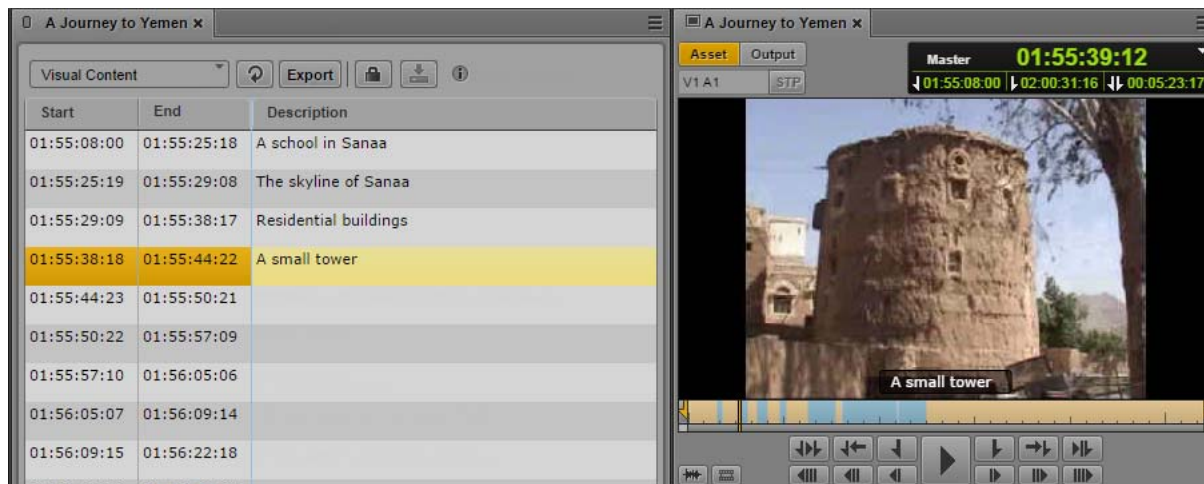 A Journey to Yemen x
Visual Content
Export
Start End Description
01:55:08:00 01:55:25:18 A school in Sanaa
01:55:25:19 01:55:29:08 The skyline of Sanaa
01:55:29:09 01:55:38:17 Residential buildings
01:55:38:18 01:55:44:22 A small tower
01:55:44:23 01:55:50:21
01:55:50:22 01:55:57:09
01:55:57:10 01:56:05:06
01:56:05:07 01:56:09:14
01:56:09:15 01:56:22:18
A Journey to Yemen x
Asset Output
Master 01:55:39:12
V1 A1 STP
01:55:08:00 02:00:31:16 00:05:23:17
A small tower